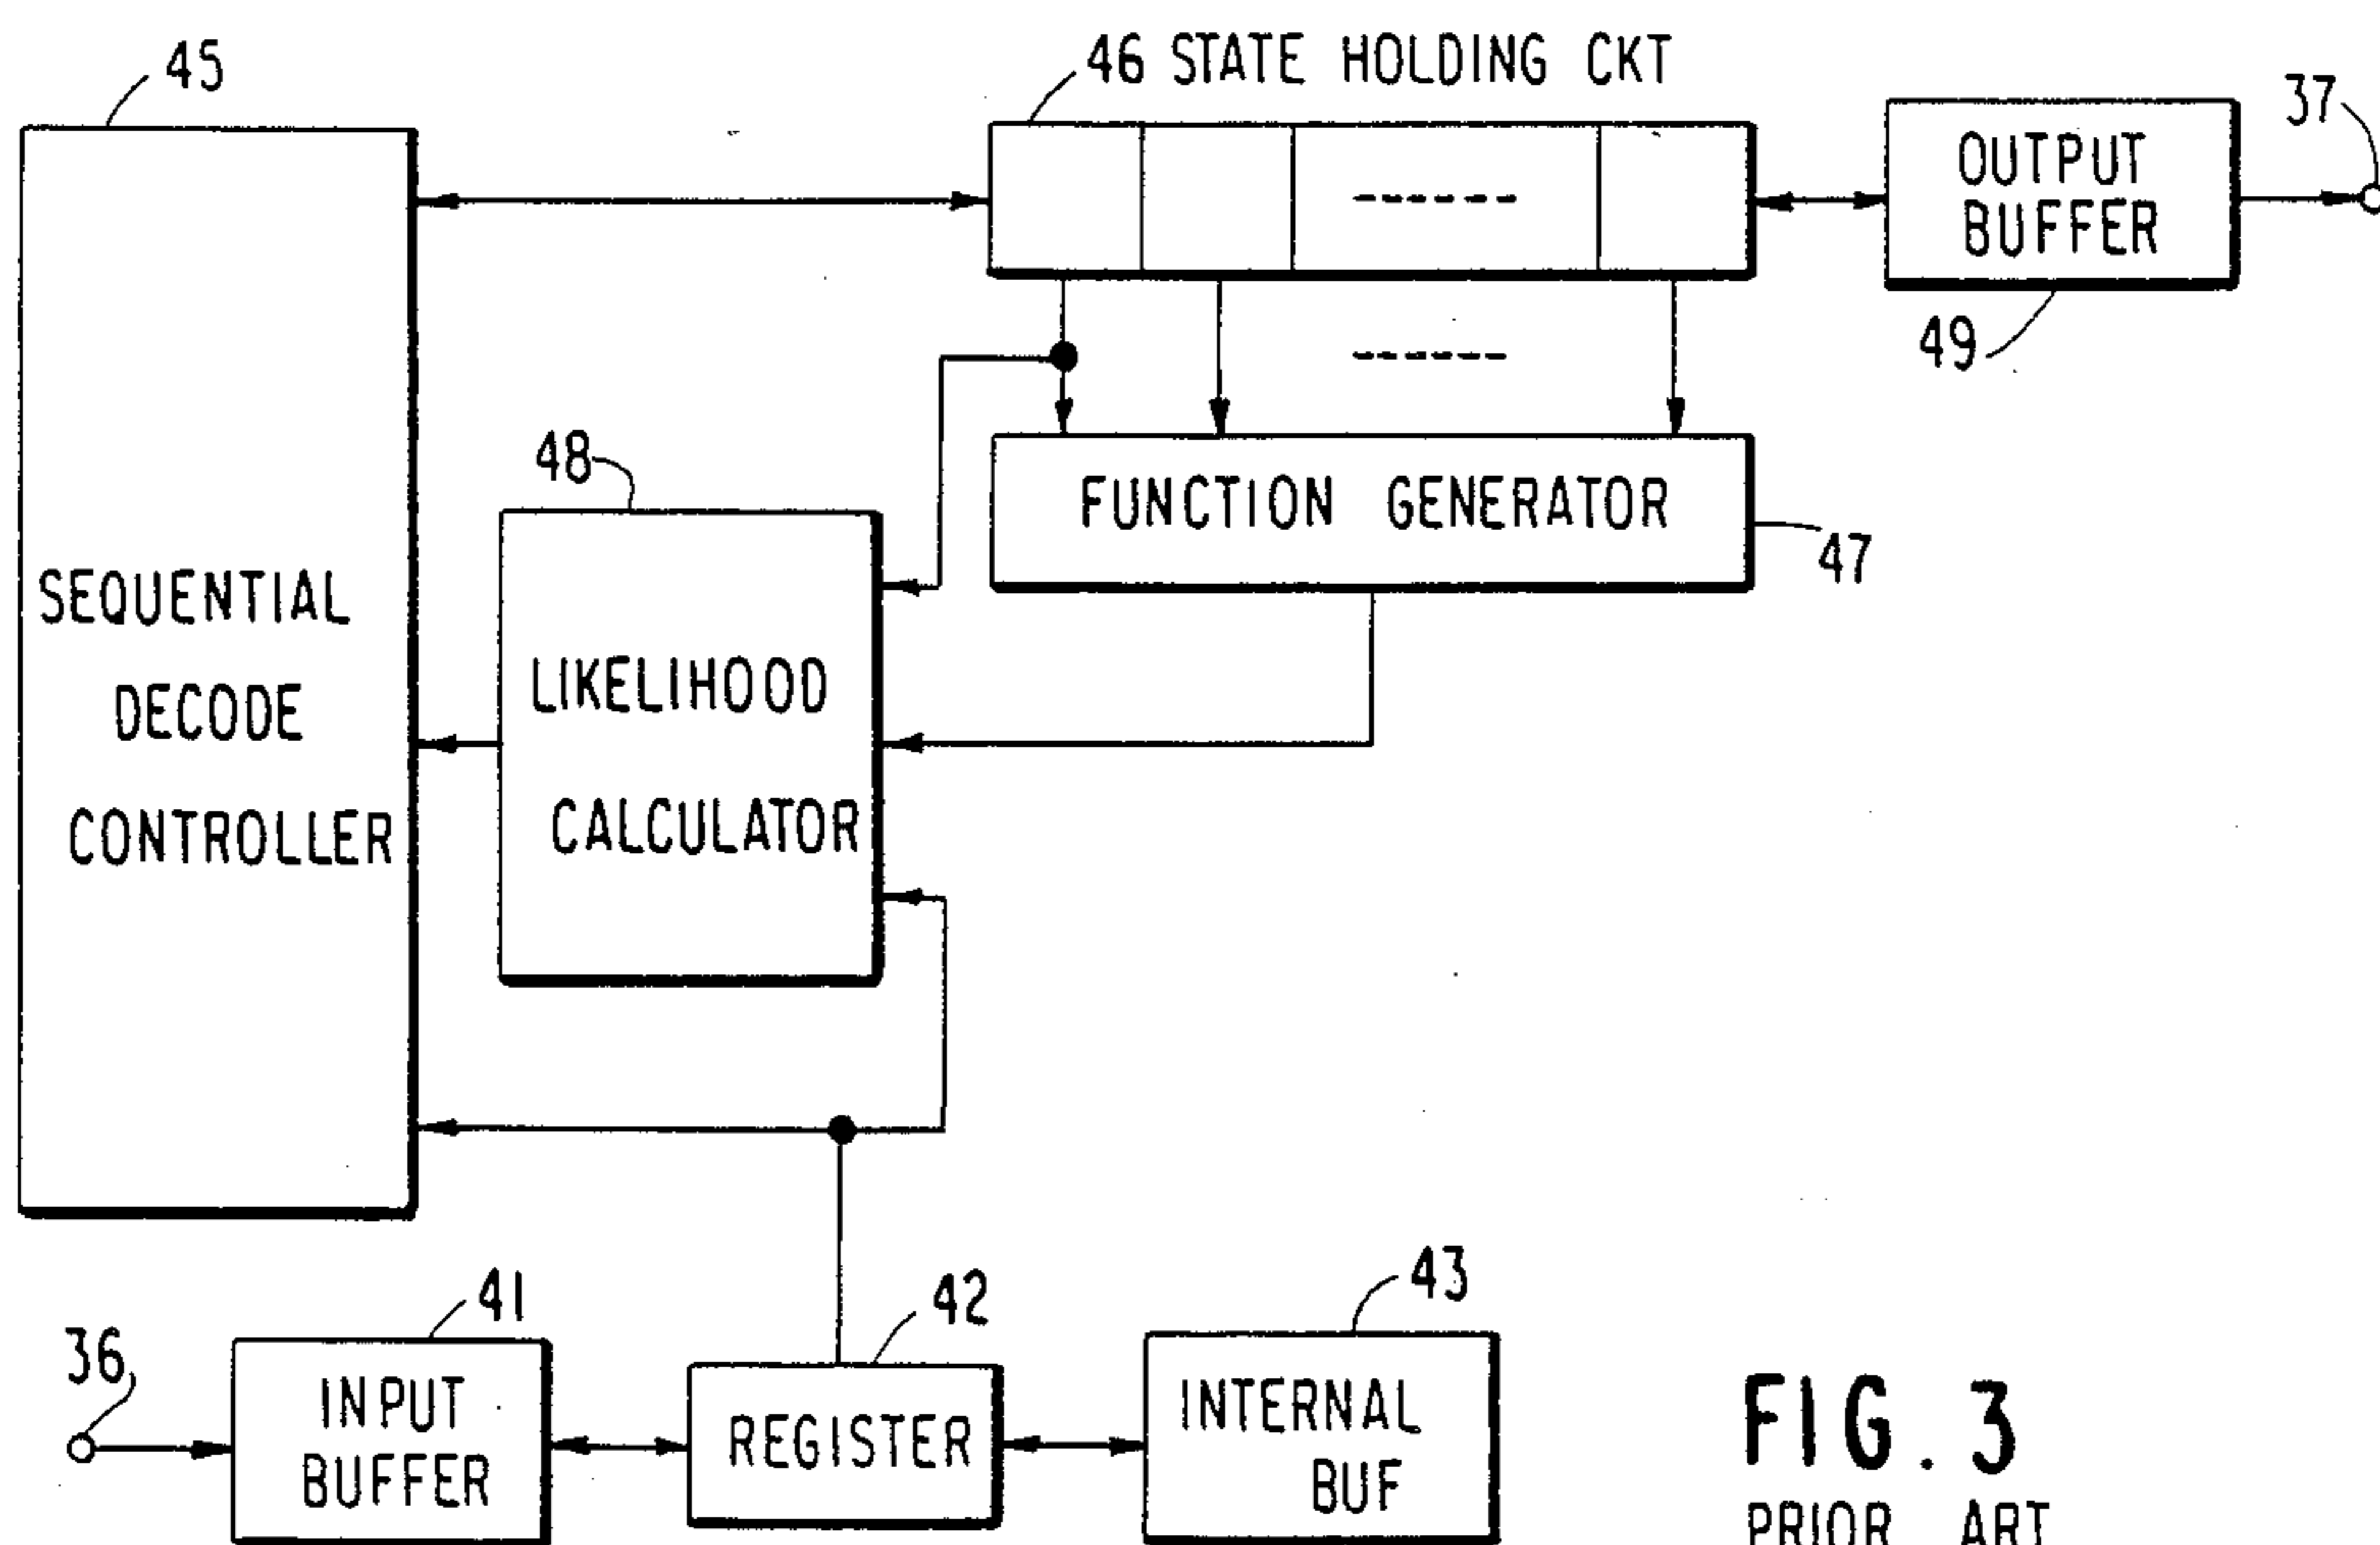 45
46 STATE HOLDING CKT
37
OUTPUT
BUFFER
49
48
FUNCTION GENERATOR
47
SEQUENTIAL
DECODE
CONTROLLER
LIKELIHOOD
CALCULATOR
36
41
INPUT
BUFFER
42
REGISTER
43
INTERNAL
BUF
FIG. 3
PRIOR ART